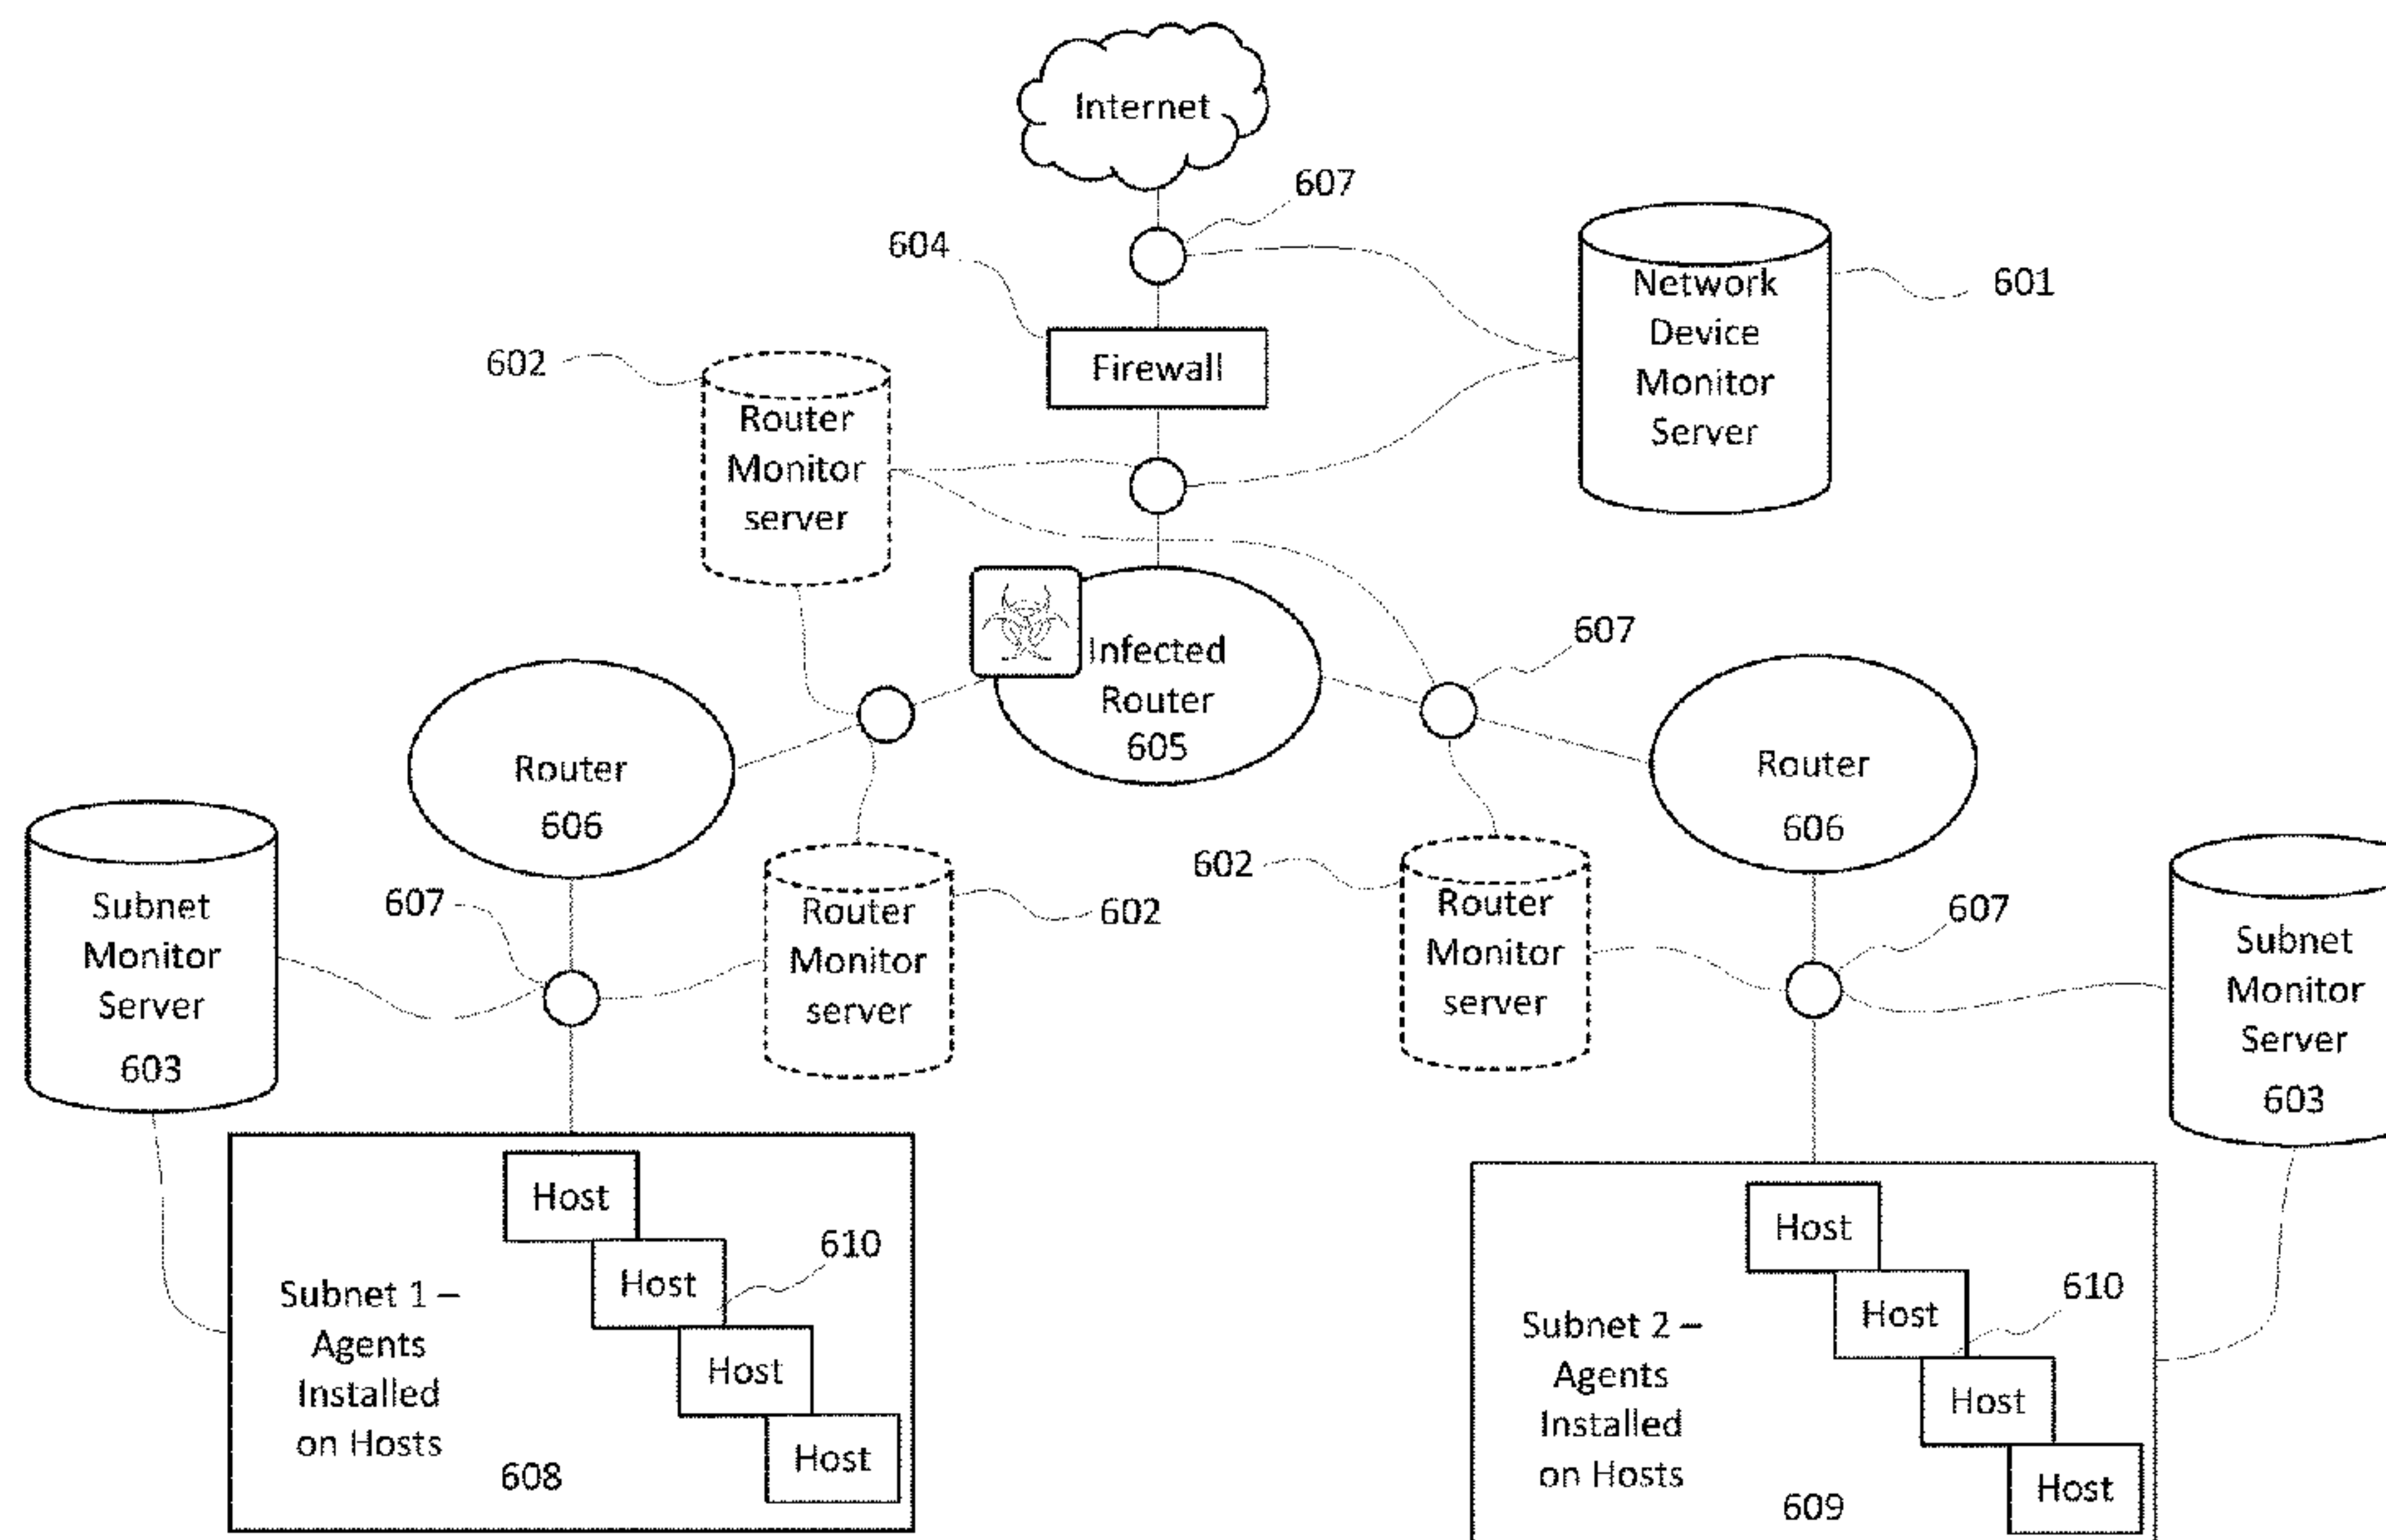 Internet
607
604
Network
Device
Monitor
Server
601
Firewall
602
Router
Monitor
server
Infected
Router
605
607
Router
606
Router
606
Subnet
Monitor
Server
603
607
Router
Monitor
server
602
602
Router
Monitor
server
607
Subnet
Monitor
Server
603
Subnet 1 –
Agents
Installed
on Hosts
608
Host
Host
Host
Host
610
Subnet 2 –
Agents
Installed
on Hosts
609
Host
Host
Host
Host
610